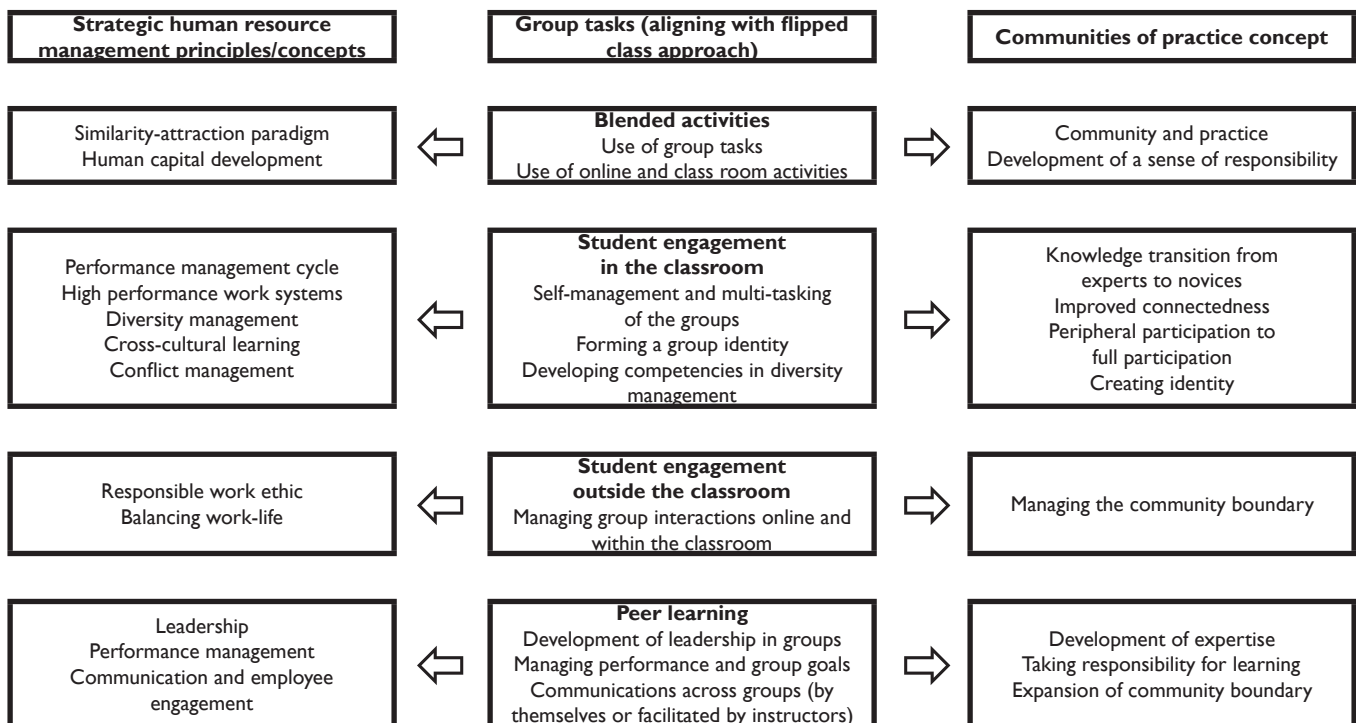 Strategic human resource
management principles/concepts
Group tasks (aligning with flipped
class approach)
Communities of practice concept
Similarity-attraction paradigm
Human capital development
Blended activities
Use of group tasks
Use of online and class room activities
Community and practice
Development of a sense of responsibility
Performance management cycle
High performance work systems
Diversity management
Cross-cultural learning
Conflict management
Student engagement
in the classroom
Self-management and multi-tasking
of the groups
Forming a group identity
Developing competencies in diversity
management
Knowledge transition from
experts to novices
Improved connectedness
Peripheral participation to
full participation
Creating identity
Responsible work ethic
Balancing work-life
Student engagement
outside the classroom
Managing group interactions online and
within the classroom
Managing the community boundary
Leadership
Performance management
Communication and employee
engagement
Peer learning
Development of leadership in groups
Managing performance and group goals
Communications across groups (by
themselves or facilitated by instructors)
Development of expertise
Taking responsibility for learning
Expansion of community boundary